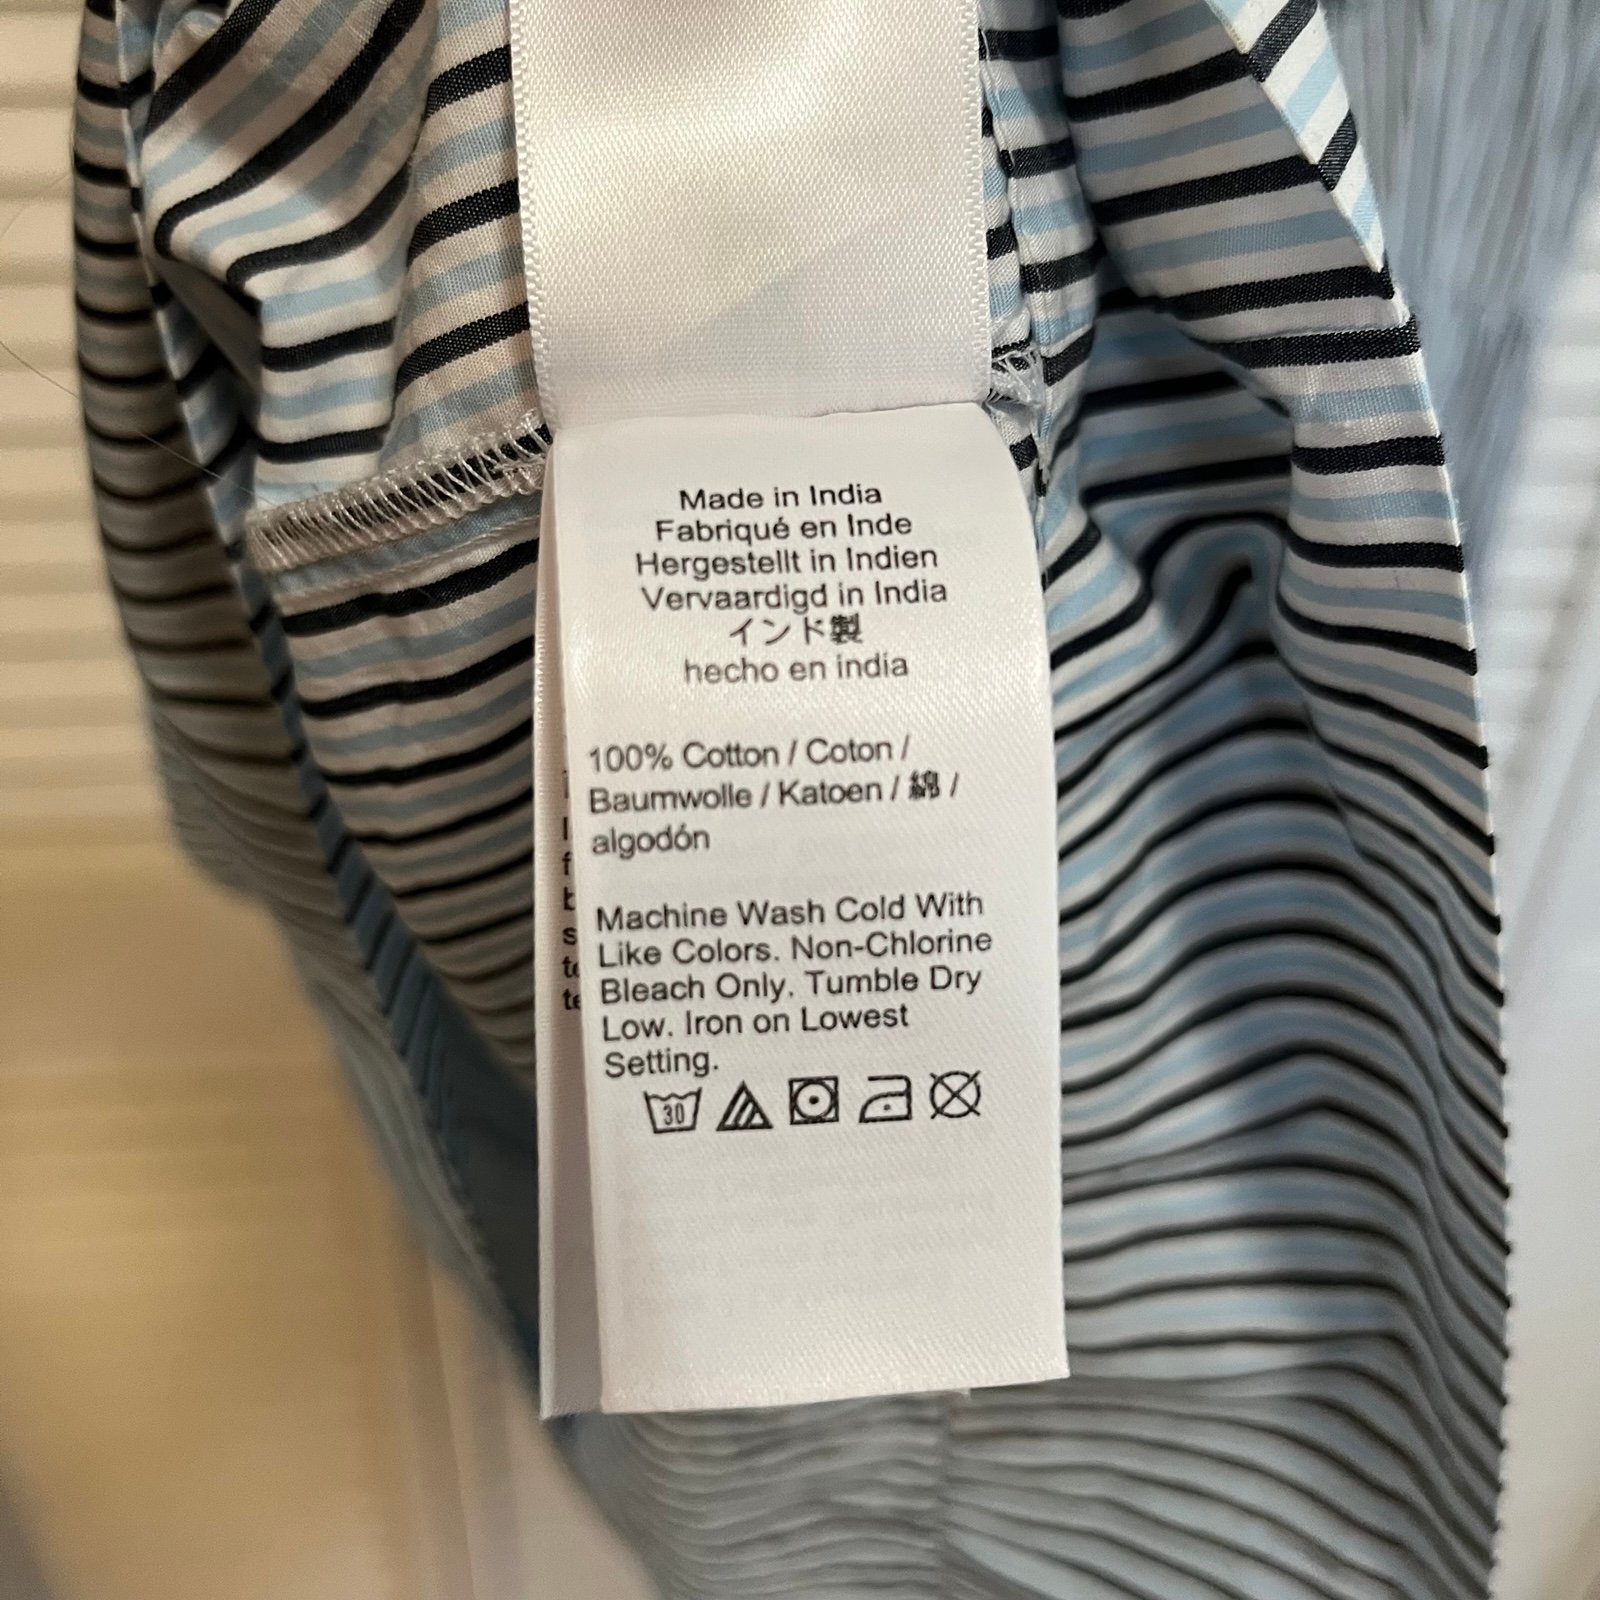 Made in India
Fabriqué en Inde
Hergestellt in Indien
Vervaardigd in India
インド製
hecho en india
100% Cotton / Coton /
Baumwolle / Katoen / 綿 /
algodón
Machine Wash Cold With
Like Colors. Non-Chlorine
Bleach Only. Tumble Dry
Low. Iron on Lowest
Setting.
30